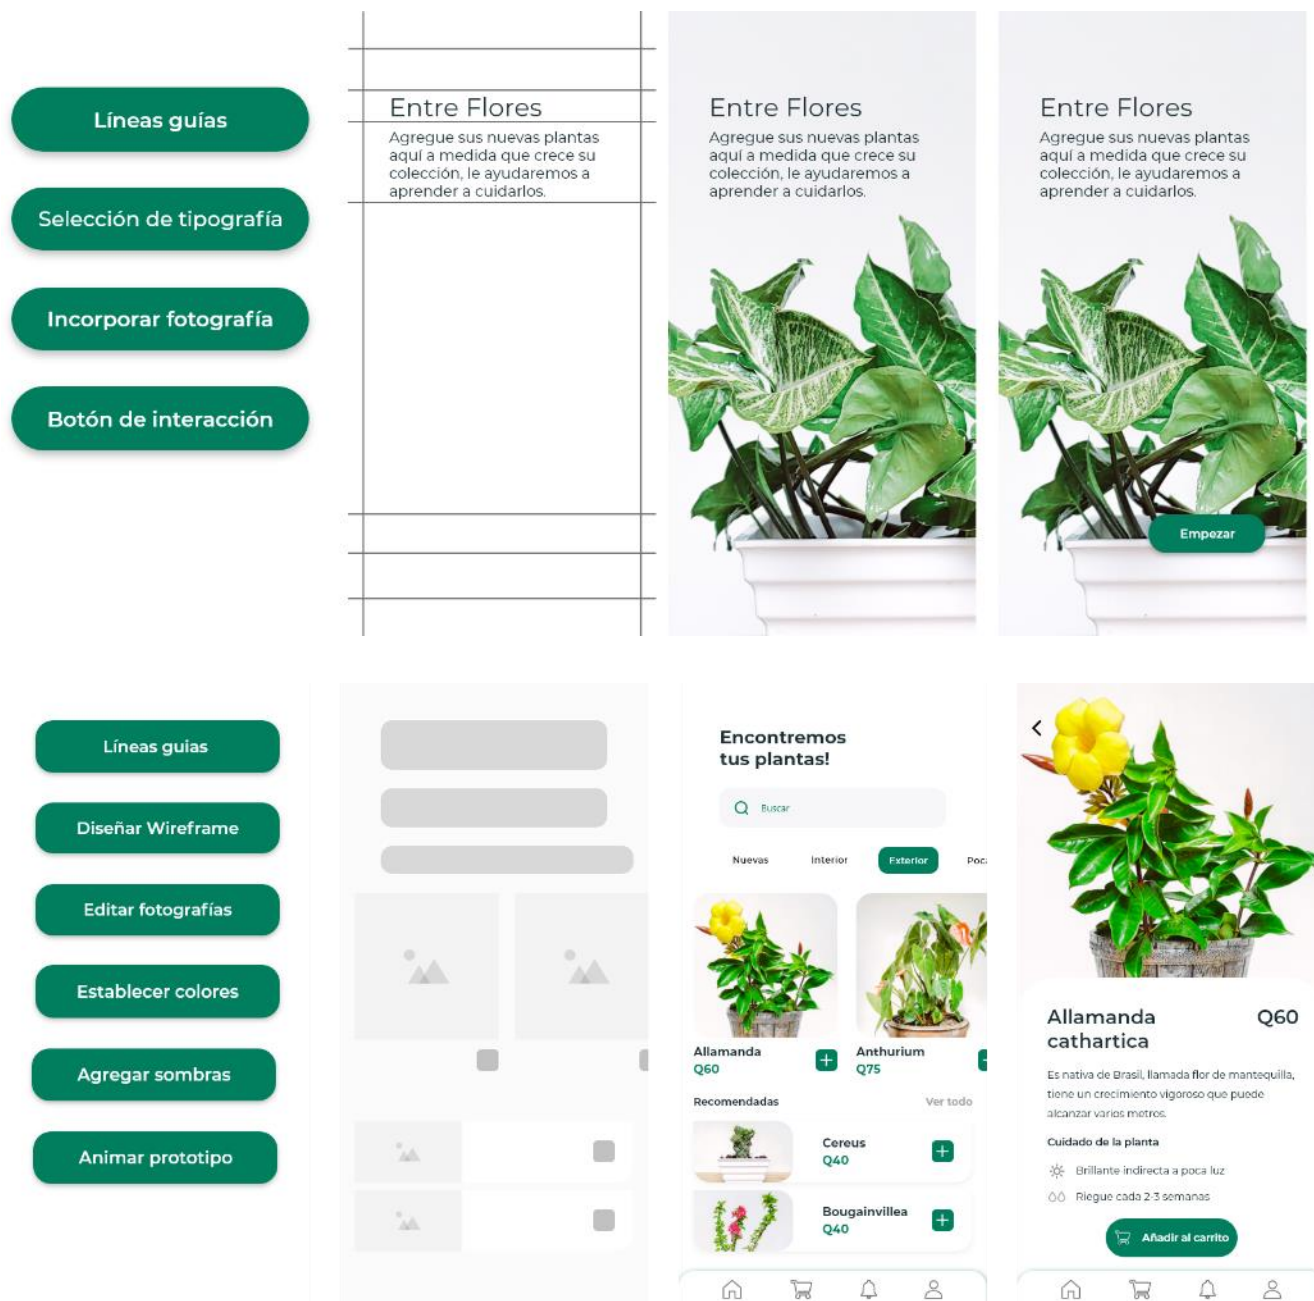 Líneas guías
Selección de tipografía
Incorporar fotografía
Botón de interacción
Entre Flores
Agregue sus nuevas plantas
aquí a medida que crece su
colección, le ayudaremos a
aprender a cuidarlos.
Entre Flores
Agregue sus nuevas plantas
aquí a medida que crece su
colección, le ayudaremos a
aprender a cuidarlos.
Entre Flores
Agregue sus nuevas plantas
aquí a medida que crece su
colección, le ayudaremos a
aprender a cuidarlos.
Empezar
Líneas guias
Diseñar Wireframe
Editar fotografías
Establecer colores
Agregar sombras
Animar prototipo
Encontremos
tus plantas!
Buscar
Nuevas Interior Exterior Poca
Allamanda
Q60
Anthurium
Q75
Recomendadas Ver todo
Cereus
Q40
Bougainvillea
Q40
Allamanda Q60
cathartica
Es nativa de Brasil, llamada flor de mantequilla,
tiene un crecimiento vigoroso que puede
alcanzar varios metros.
Cuidado de la planta
Brillante indirecta a poca luz
Riegue cada 2-3 semanas
Añadir al carrito